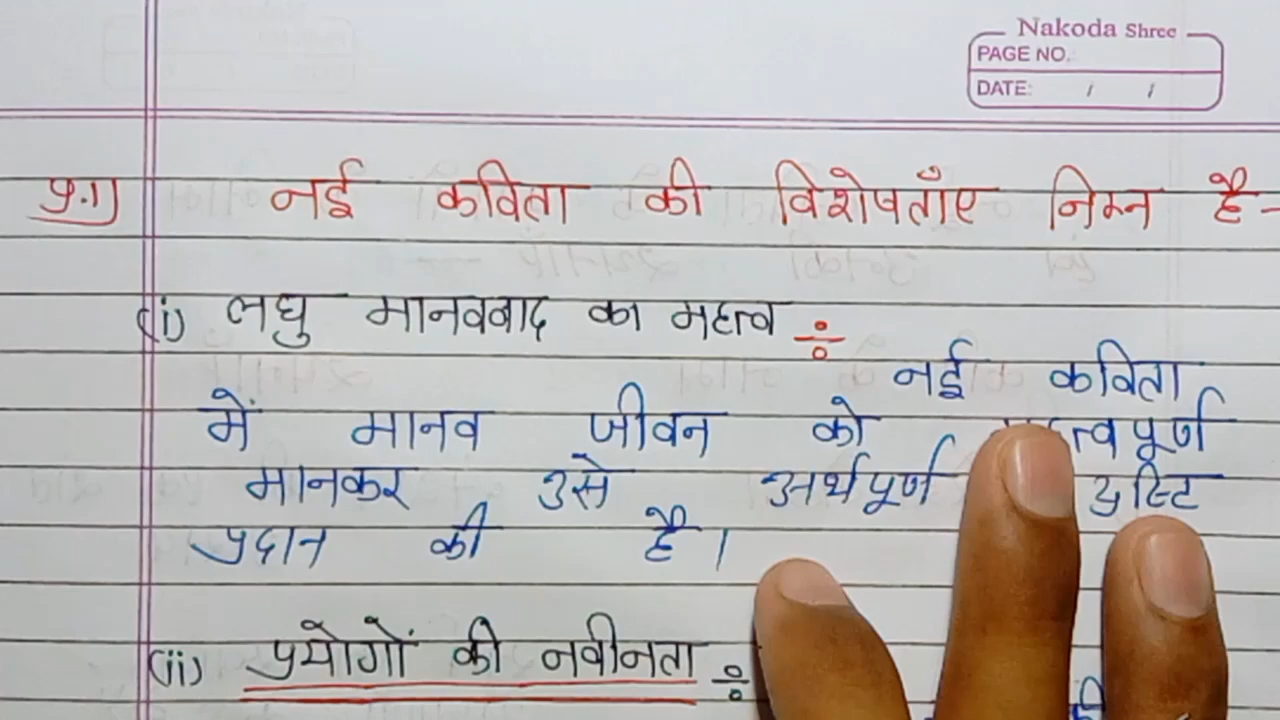 Nakoda Shree
PAGE NO.
DATE: / /
प्र.1) नई कविता की विशेषताँए निम्न है-
(i) लघु मानववाद का महत्व ÷
नई कविता
में मानव जीवन को त्वपूर्ण
मानकर उसे अर्थपूर्ण
प्रदान की है।
(ii) प्रयोगों की नवीनता ÷